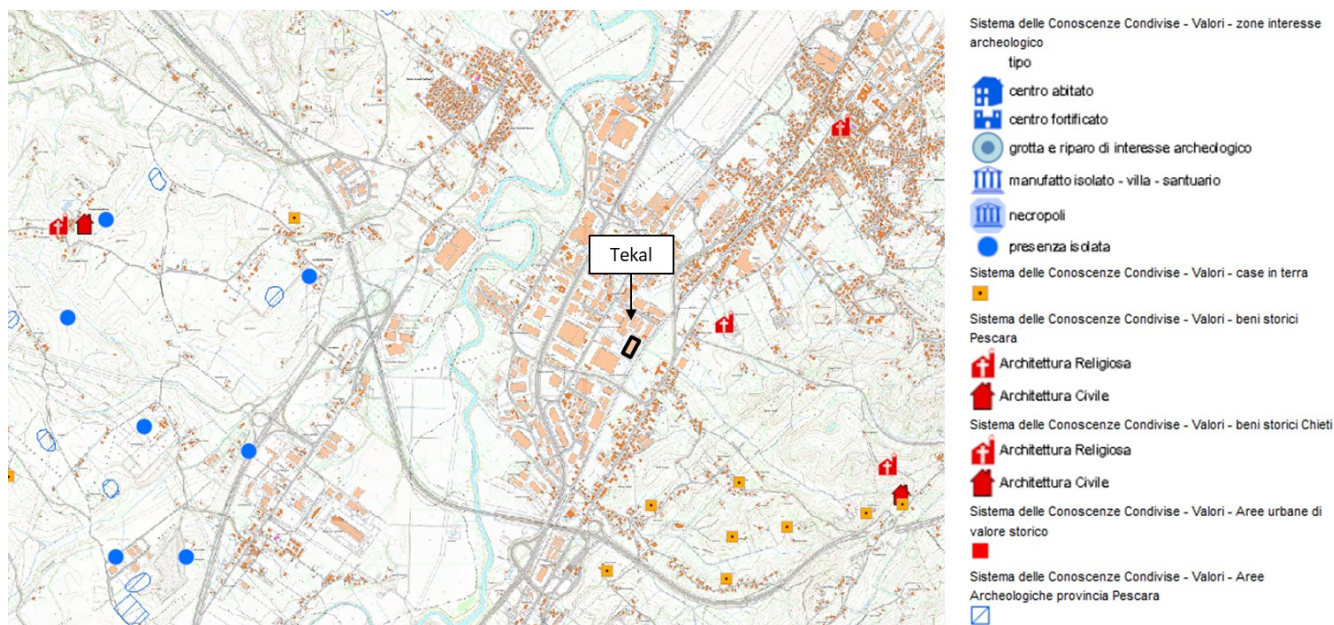 Tekal
Sistema delle Conoscenze Condivise - Valori - zone interesse
archeologico
tipo
centro abitato
centro fortificato
grotta e riparo di interesse archeologico
manufatto isolato - villa - santuario
necropoli
presenza isolata
Sistema delle Conoscenze Condivise - Valori - case in terra
Sistema delle Conoscenze Condivise - Valori - beni storici
Pescara
Architettura Religiosa
Architettura Civile
Sistema delle Conoscenze Condivise - Valori - beni storici Chieti
Architettura Religiosa
Architettura Civile
Sistema delle Conoscenze Condivise - Valori - Aree urbane di
valore storico
Sistema delle Conoscenze Condivise - Valori - Aree
Archeologiche provincia Pescara